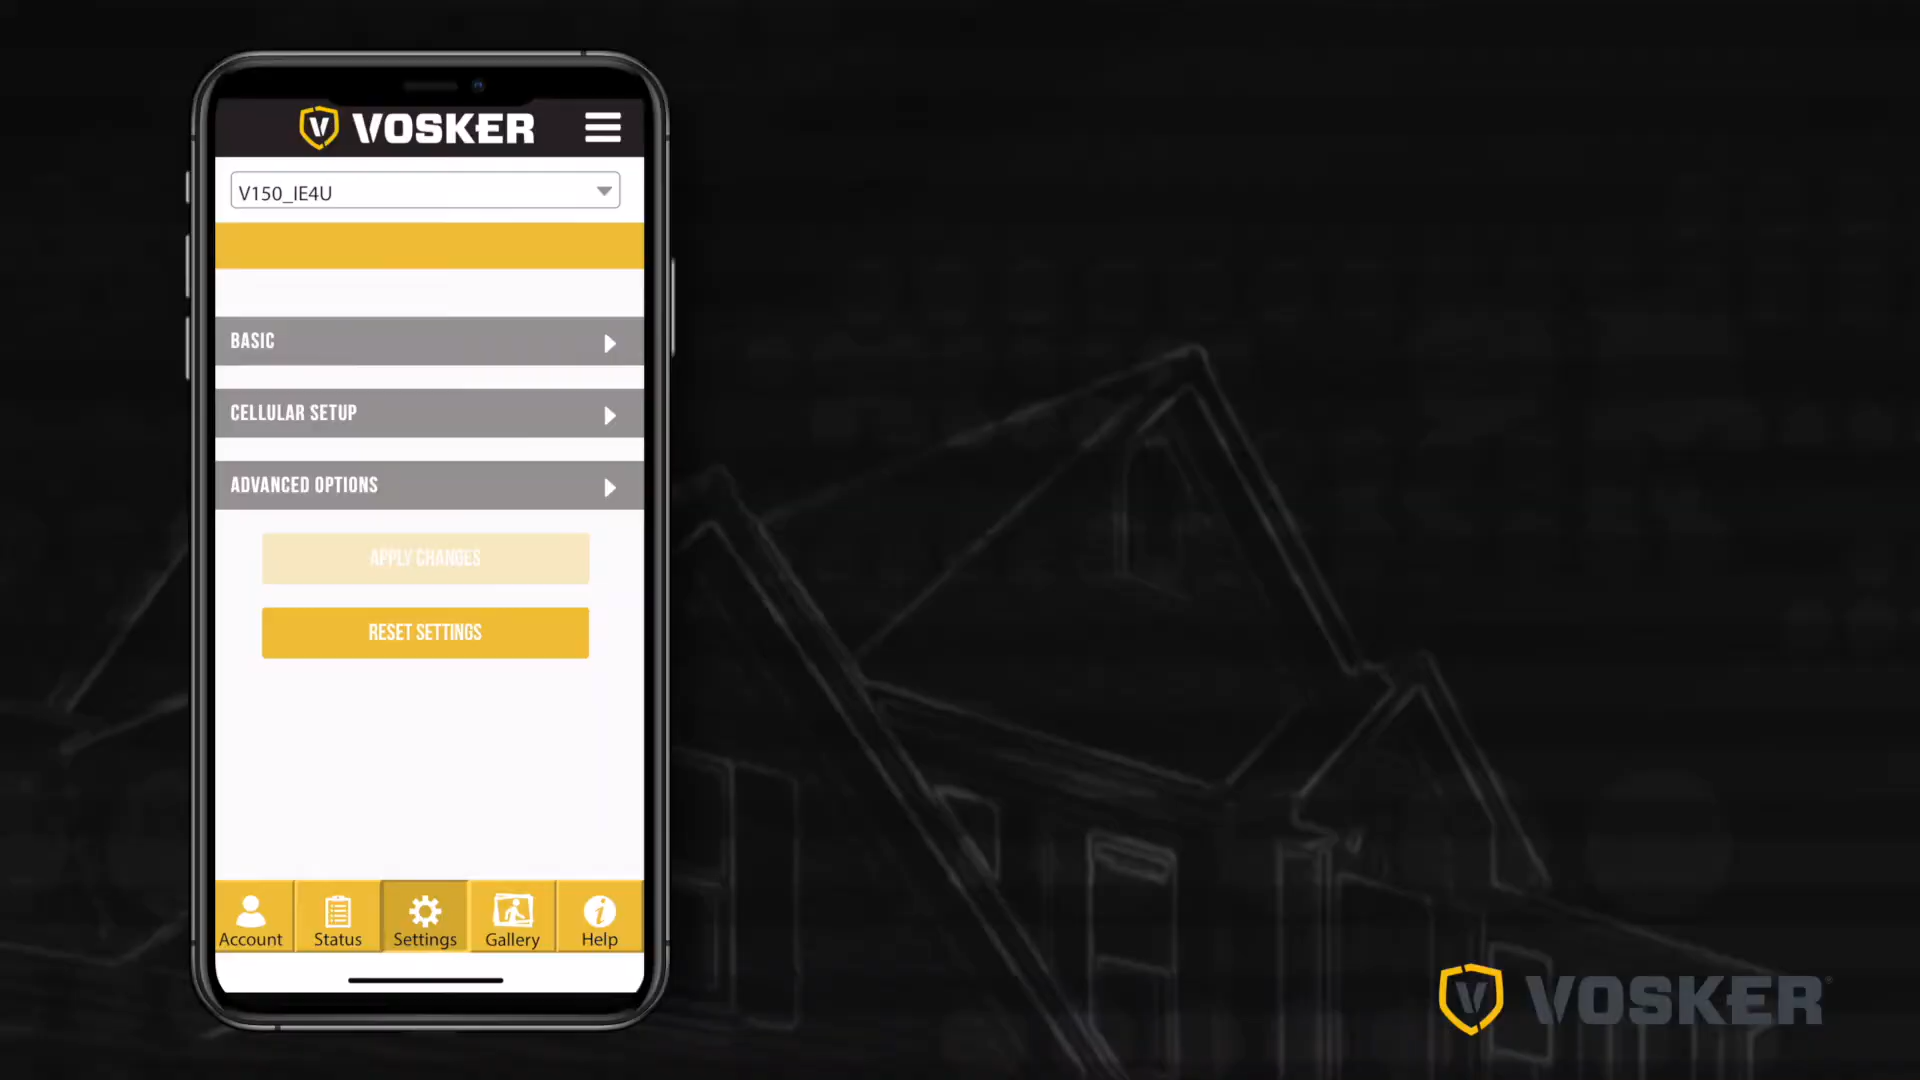 VOSKER
V150_IE4U
BASIC
CELLULAR SETUP
ADVANCED OPTIONS
APPLY CHANGES
RESET SETTINGS
Account
Status
Settings
Gallery
Help
VOSKER